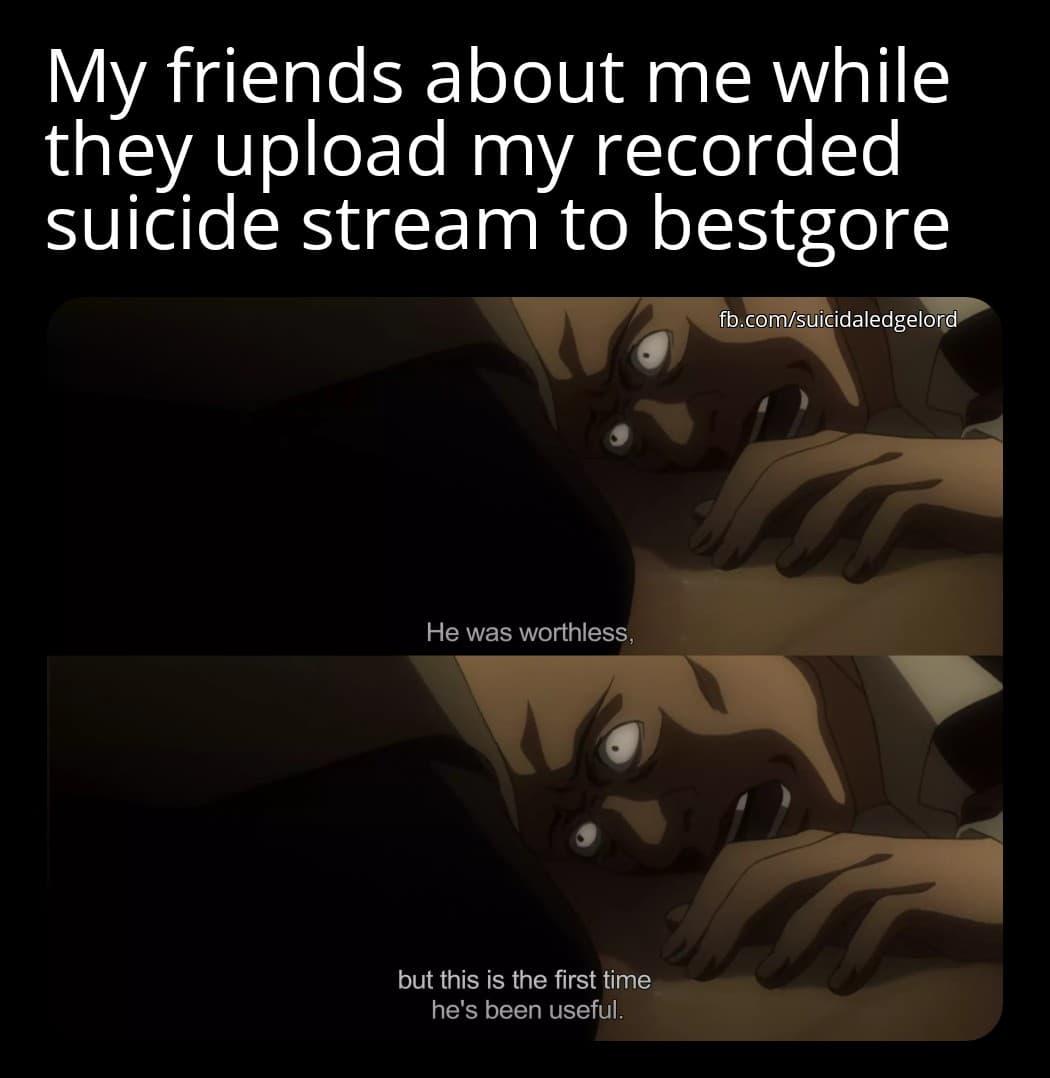 My friends about me while
they upload my recorded
suicide stream to bestgore
fb.com/suicidaledgelord
He was worthless,
but this is the first time
he's been useful.